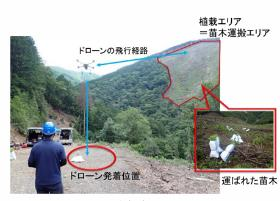 植栽エリア
＝苗木運搬エリア
ドローンの飛行経路
ドローン発着位置
運ばれた苗木